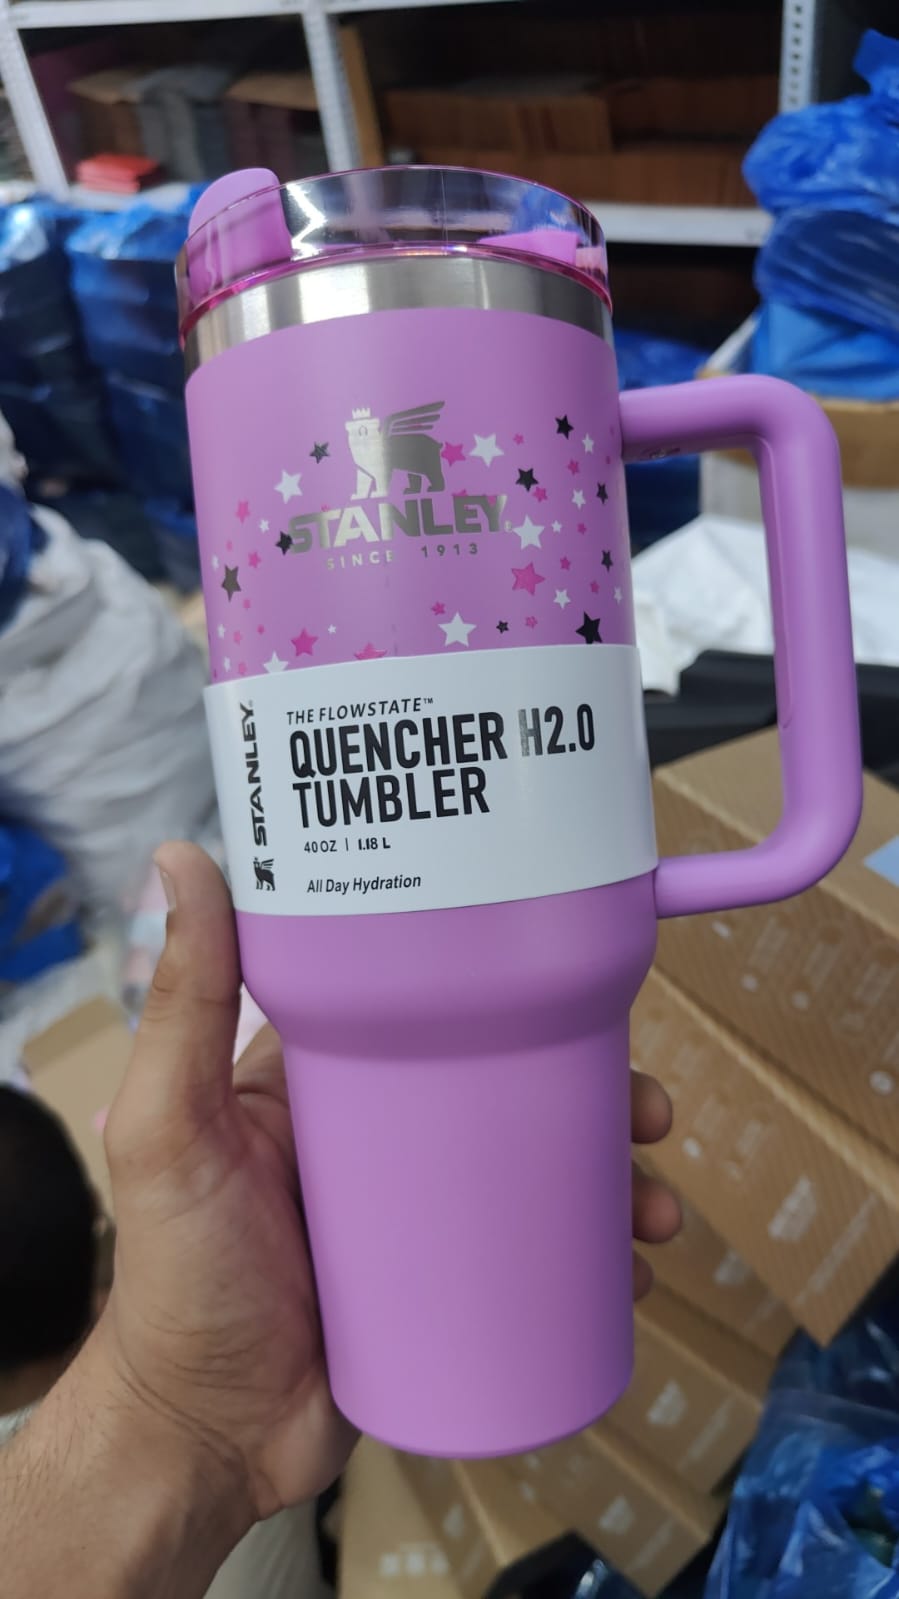 STANLEY®
SINCE 1913
STANLEY®
THE FLOWSTATE™
QUENCHER H2.0
TUMBLER
40 OZ | 1.18 L
All Day Hydration